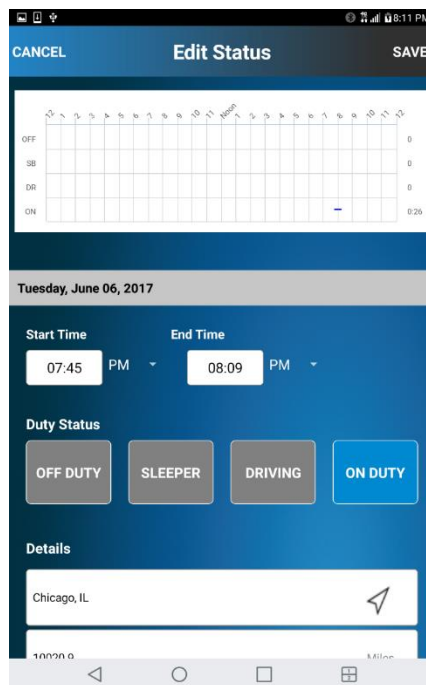 8:11 PM
CANCEL Edit Status SAVE
12 1 2 3 4 5 6 7 8 9 10 11 Noon 1 2 3 4 5 6 7 8 9 10 11 12
OFF 0
SB 0
DR 0
ON 0:26
Tuesday, June 06, 2017
Start Time End Time
07:45 PM 08:09 PM
Duty Status
OFF DUTY SLEEPER DRIVING ON DUTY
Details
Chicago, IL
10020.9 Miles